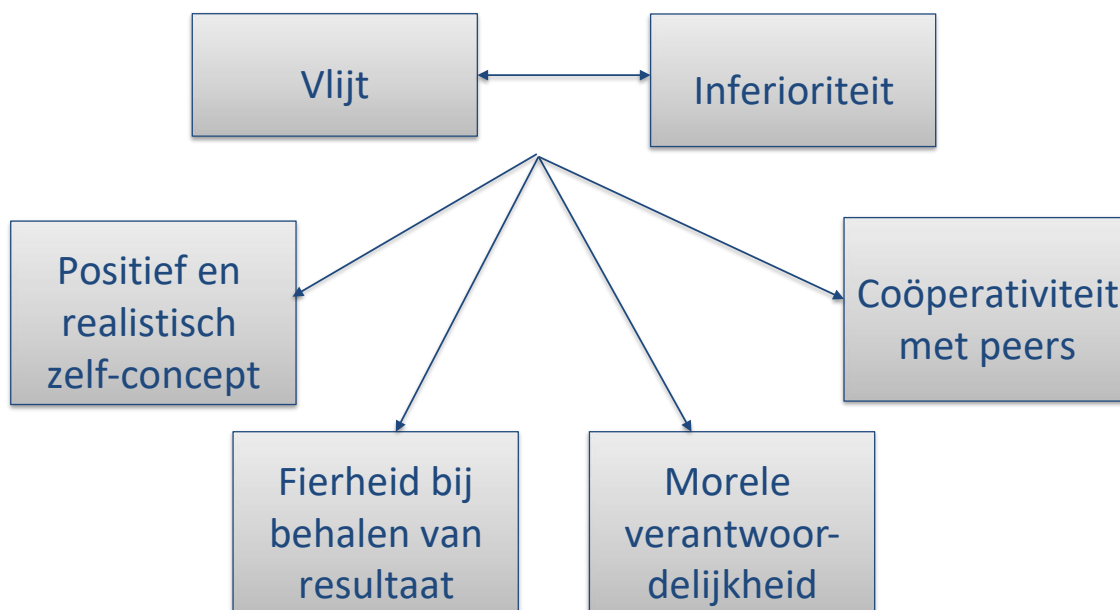 Vlijt
Inferioriteit
Positief en
realistisch
zelf-concept
Coöperativiteit
met peers
Fierheid bij
behalen van
resultaat
Morele
verantwoor-
delijkheid